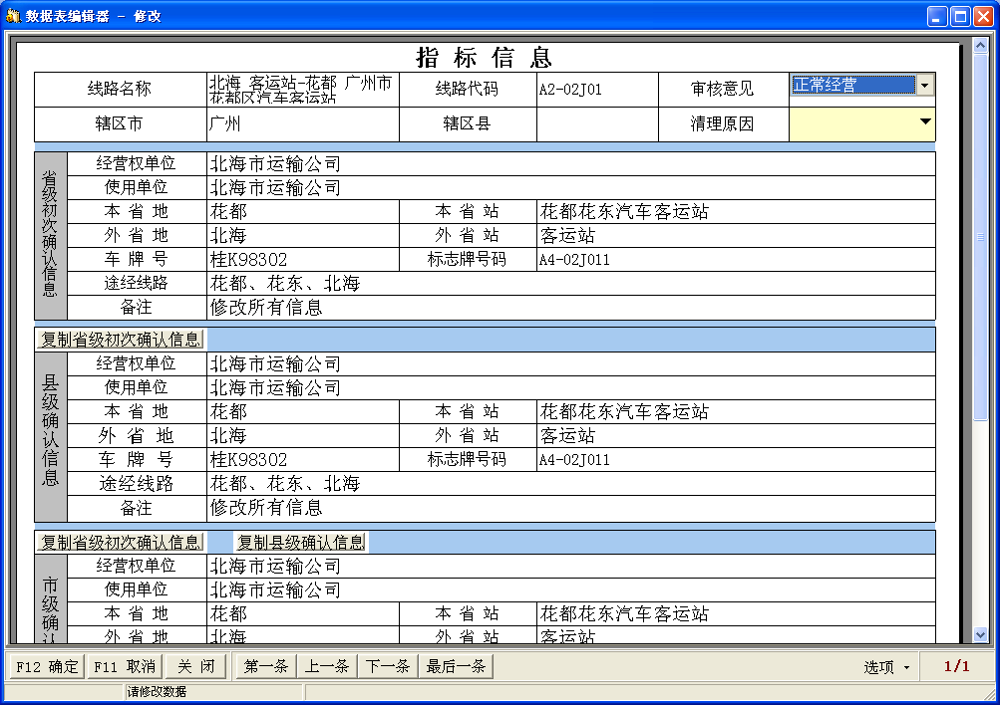 数据表编辑器 - 修改
指 标 信 息
线路名称 北海 客运站-花都 广州市花都区汽车客运站 线路代码 A2-02J01 审核意见 正常经营
辖区市 广州 辖区县 清理原因
省级初次确认信息
经营权单位 北海市运输公司
使用单位 北海市运输公司
本 省 地 花都 本 省 站 花都花东汽车客运站
外 省 地 北海 外 省 站 客运站
车 牌 号 桂K98302 标志牌号码 A4-02J011
途经线路 花都、花东、北海
备注 修改所有信息
复制省级初次确认信息
县级确认信息
经营权单位 北海市运输公司
使用单位 北海市运输公司
本 省 地 花都 本 省 站 花都花东汽车客运站
外 省 地 北海 外 省 站 客运站
车 牌 号 桂K98302 标志牌号码 A4-02J011
途经线路 花都、花东、北海
备注 修改所有信息
复制省级初次确认信息 复制县级确认信息
市级确认
经营权单位 北海市运输公司
使用单位 北海市运输公司
本 省 地 花都 本 省 站 花都花东汽车客运站
外 省 地 北海 外 省 站 客运站
F12 确定 F11 取消 关 闭 第一条 上一条 下一条 最后一条 选项 1/1
请修改数据